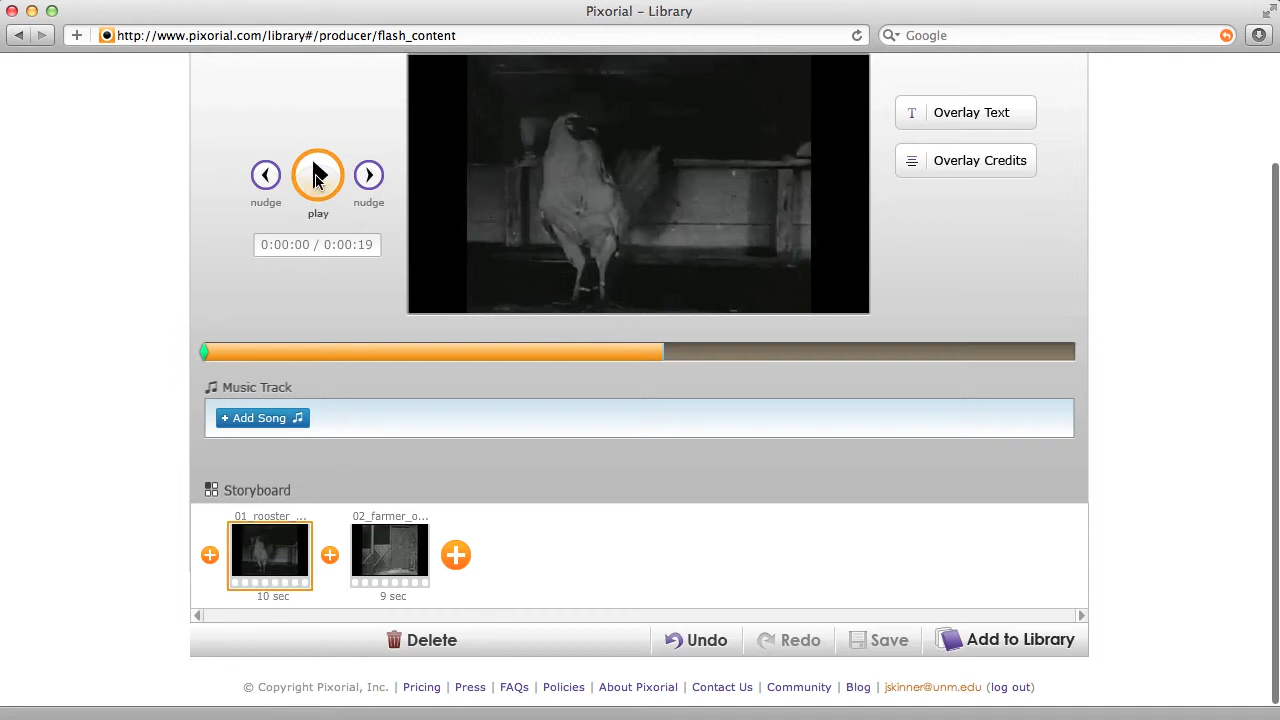 Pixorial – Library
http://www.pixorial.com/library#/producer/flash_content
Google
T Overlay Text
Overlay Credits
nudge
play
nudge
0:00:00 / 0:00:19
Music Track
+ Add Song
Storyboard
01_rooster_... 02_farmer_o...
10 sec 9 sec
Delete Undo Redo Save Add to Library
© Copyright Pixorial, Inc. | Pricing | Press | FAQs | Policies | About Pixorial | Contact Us | Community | Blog | jskinner@unm.edu (log out)